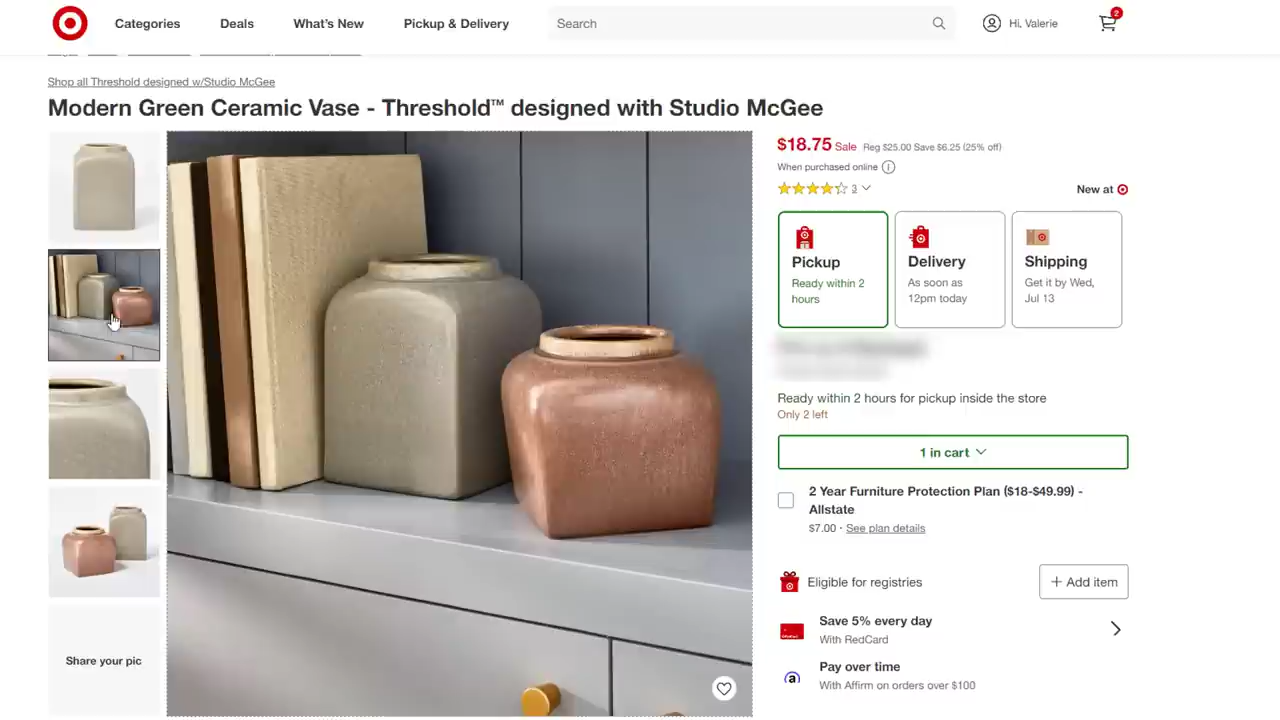 Categories
Deals
What's New
Pickup & Delivery
Search
Hi, Valerie
2
Shop all Threshold designed w/Studio McGee
Modern Green Ceramic Vase - Threshold™ designed with Studio McGee
$18.75 Sale Reg $25.00 Save $6.25 (25% off)
When purchased online
3
New at
Pickup
Ready within 2
hours
Delivery
As soon as
12pm today
Shipping
Get it by Wed,
Jul 13
Ready within 2 hours for pickup inside the store
Only 2 left
1 in cart
2 Year Furniture Protection Plan ($18-$49.99) -
Allstate
$7.00 · See plan details
Eligible for registries
+ Add item
Save 5% every day
With RedCard
Pay over time
With Affirm on orders over $100
Share your pic